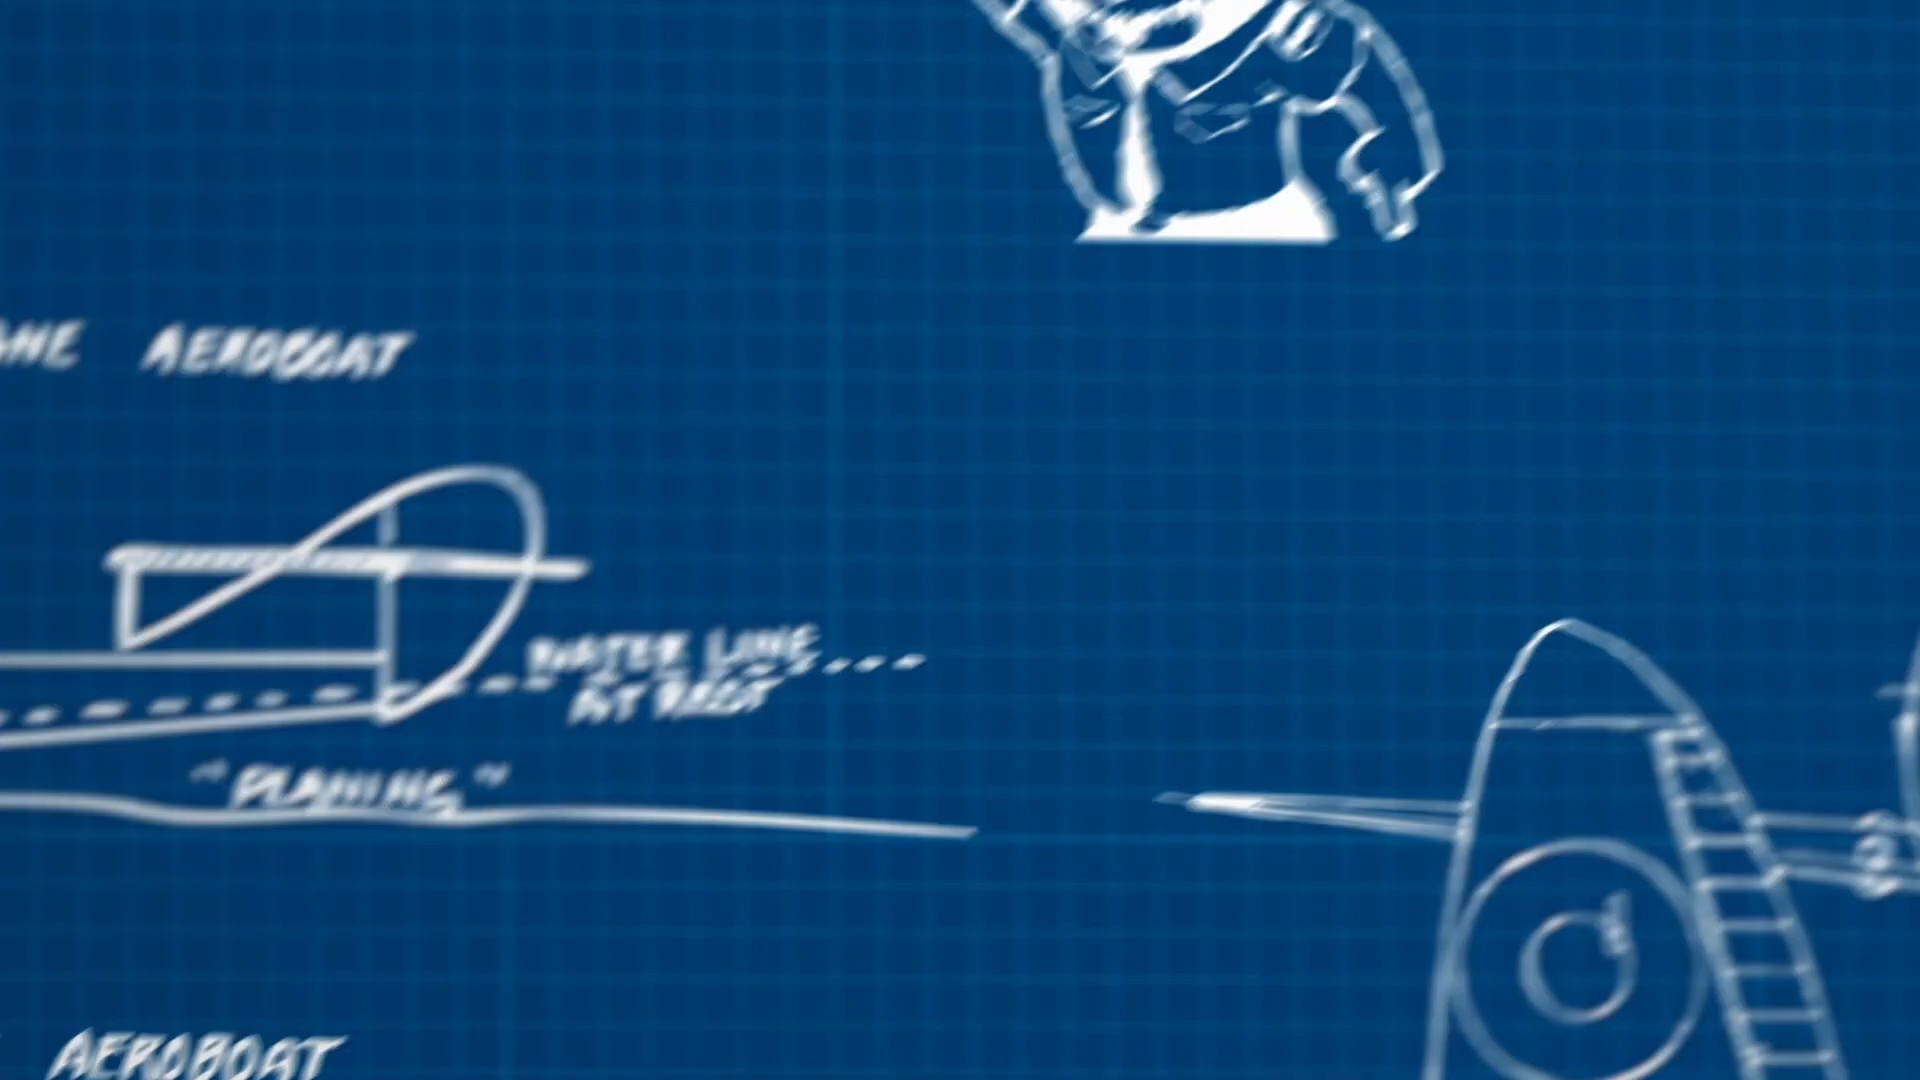 AEROBOAT
WATER LINE
AT REST
"PLANING"
AEROBOAT